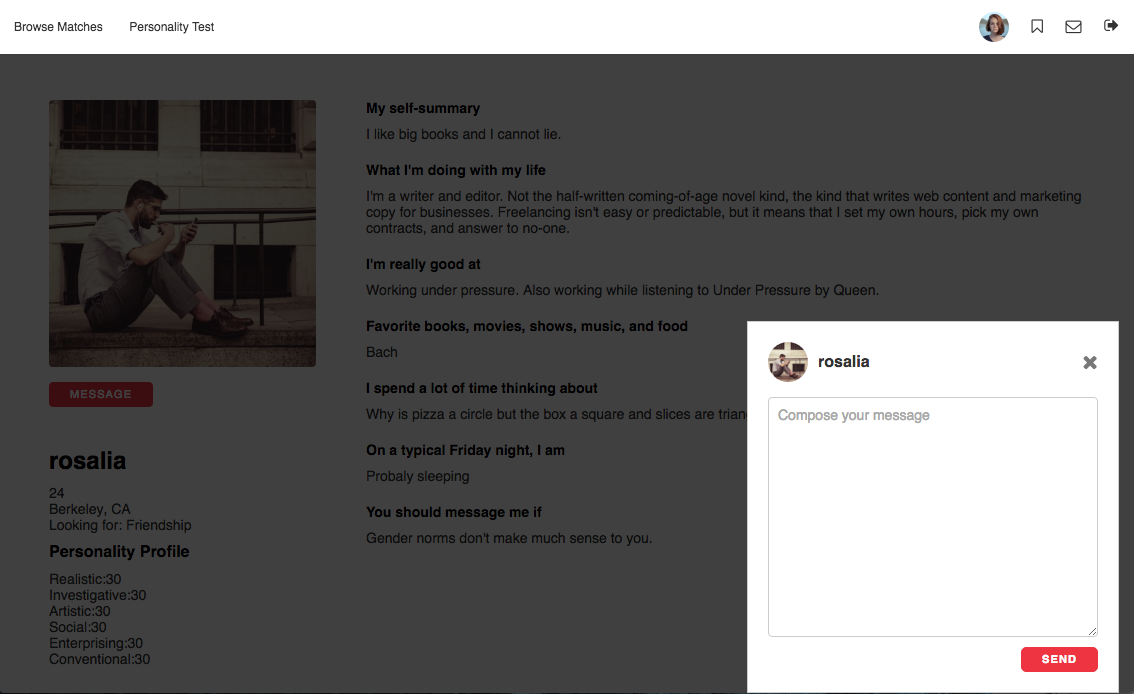 Browse Matches
Personality Test
My self-summary
I like big books and I cannot lie.
What I'm doing with my life
I'm a writer and editor. Not the half-written coming-of-age novel kind, the kind that writes web content and marketing
copy for businesses. Freelancing isn't easy or predictable, but it means that I set my own hours, pick my own
contracts, and answer to no-one.
I'm really good at
Working under pressure. Also working while listening to Under Pressure by Queen.
Favorite books, movies, shows, music, and food
Bach
I spend a lot of time thinking about
Why is pizza a circle but the box a square and slices are trian
On a typical Friday night, I am
Probaly sleeping
You should message me if
Gender norms don't make much sense to you.
MESSAGE
rosalia
24
Berkeley, CA
Looking for: Friendship
Personality Profile
Realistic:30
Investigative:30
Artistic:30
Social:30
Enterprising:30
Conventional:30
rosalia
Compose your message
SEND